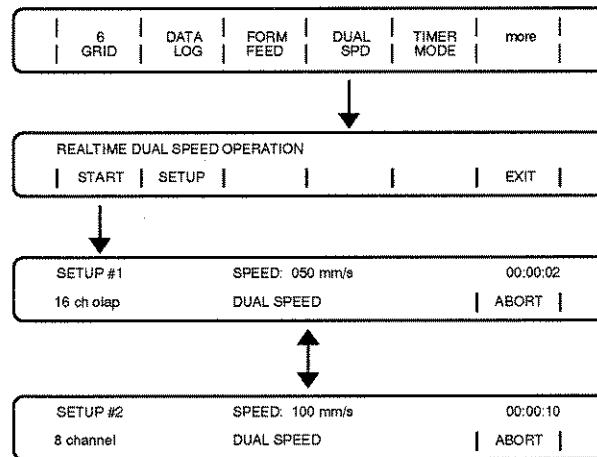 6 DATA FORM DUAL TIMER more
GRID LOG FEED SPD MODE
REALTIME DUAL SPEED OPERATION
START SETUP EXIT
SETUP #1 SPEED: 050 mm/s 00:00:02
16 ch olap DUAL SPEED ABORT
SETUP #2 SPEED: 100 mm/s 00:00:10
8 channel DUAL SPEED ABORT